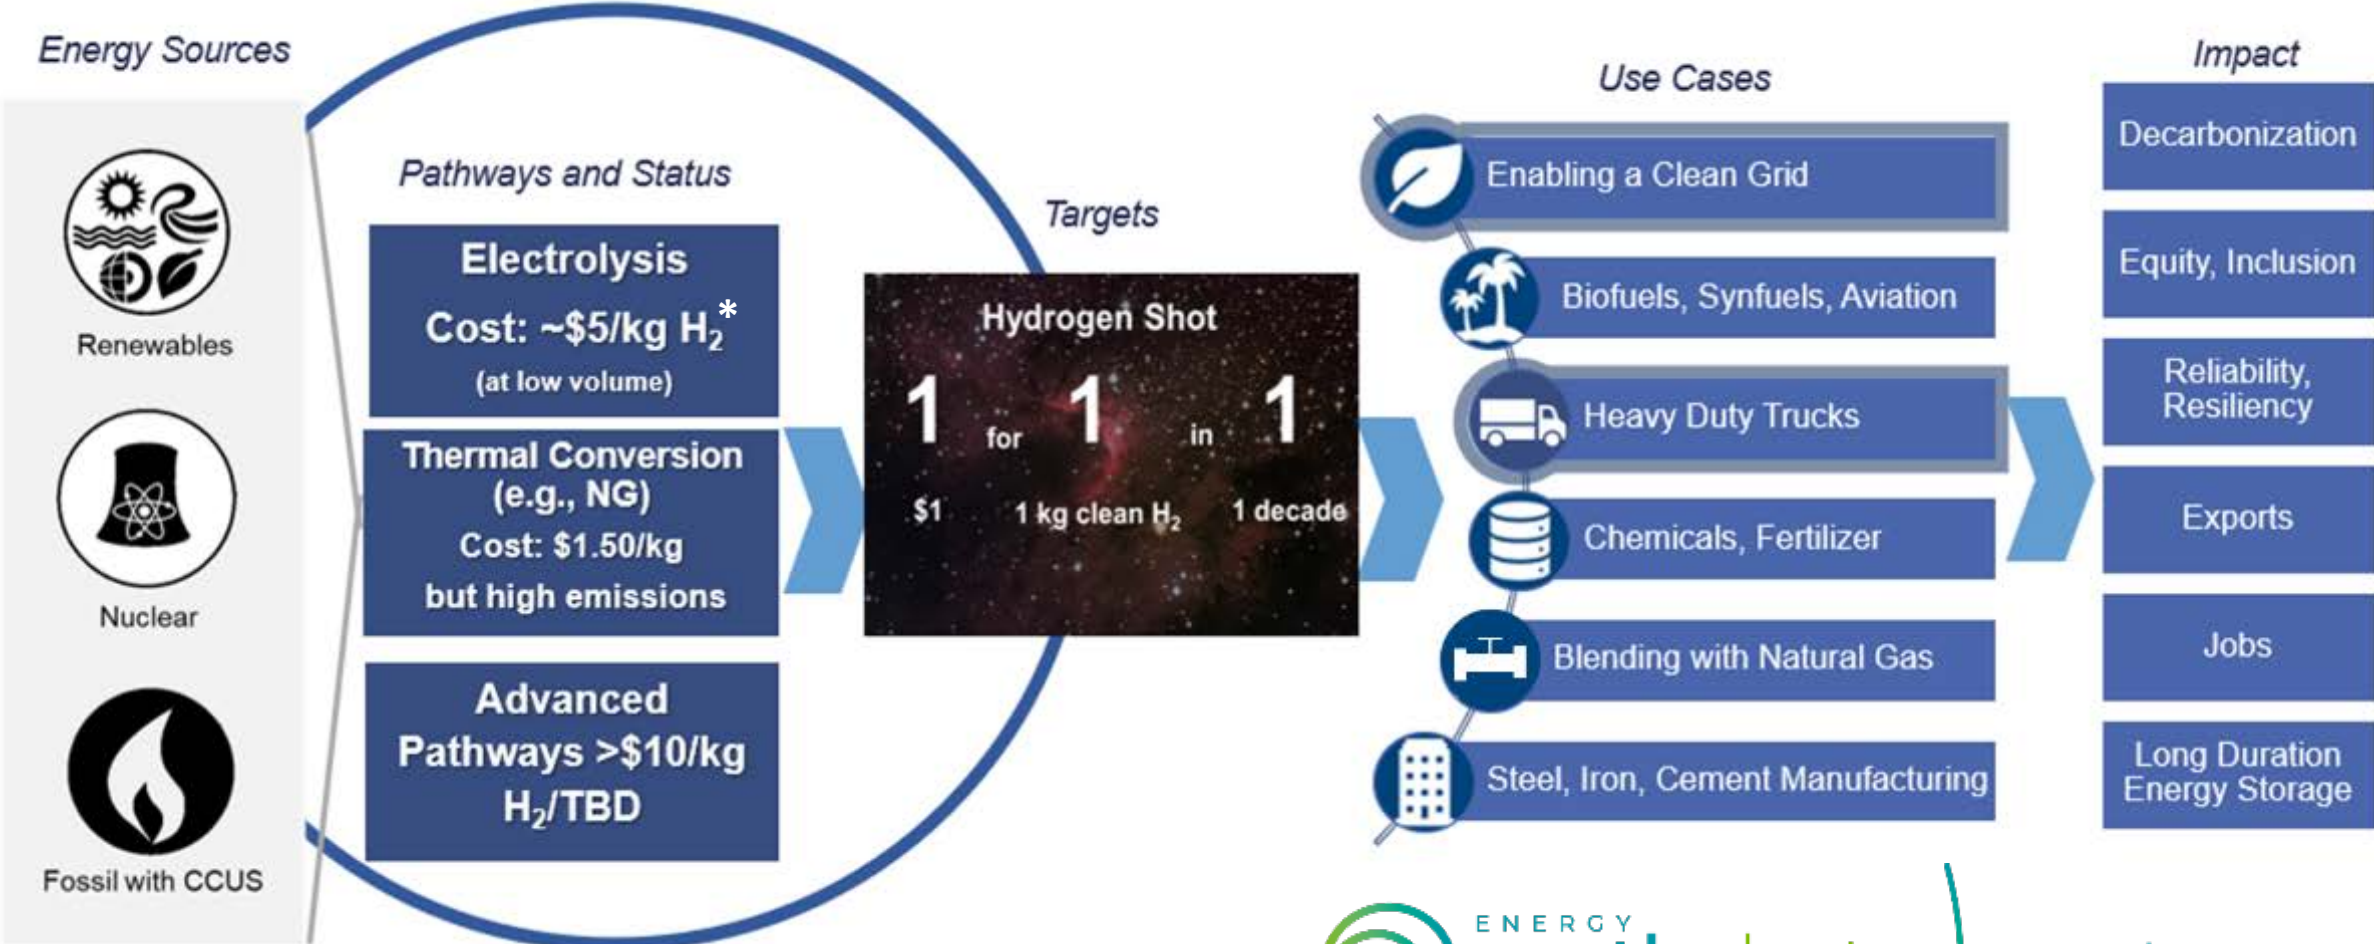 Energy Sources
Renewables
Nuclear
Fossil with CCUS
Pathways and Status
Electrolysis
Cost: ~$5/kg H₂*
(at low volume)
Thermal Conversion
(e.g., NG)
Cost: $1.50/kg
but high emissions
Advanced
Pathways >$10/kg
H₂/TBD
Targets
Hydrogen Shot
1 for 1 in 1
$1 1 kg clean H₂ 1 decade
Use Cases
Enabling a Clean Grid
Biofuels, Synfuels, Aviation
Heavy Duty Trucks
Chemicals, Fertilizer
Blending with Natural Gas
Steel, Iron, Cement Manufacturing
Impact
Decarbonization
Equity, Inclusion
Reliability,
Resiliency
Exports
Jobs
Long Duration
Energy Storage
ENERGY